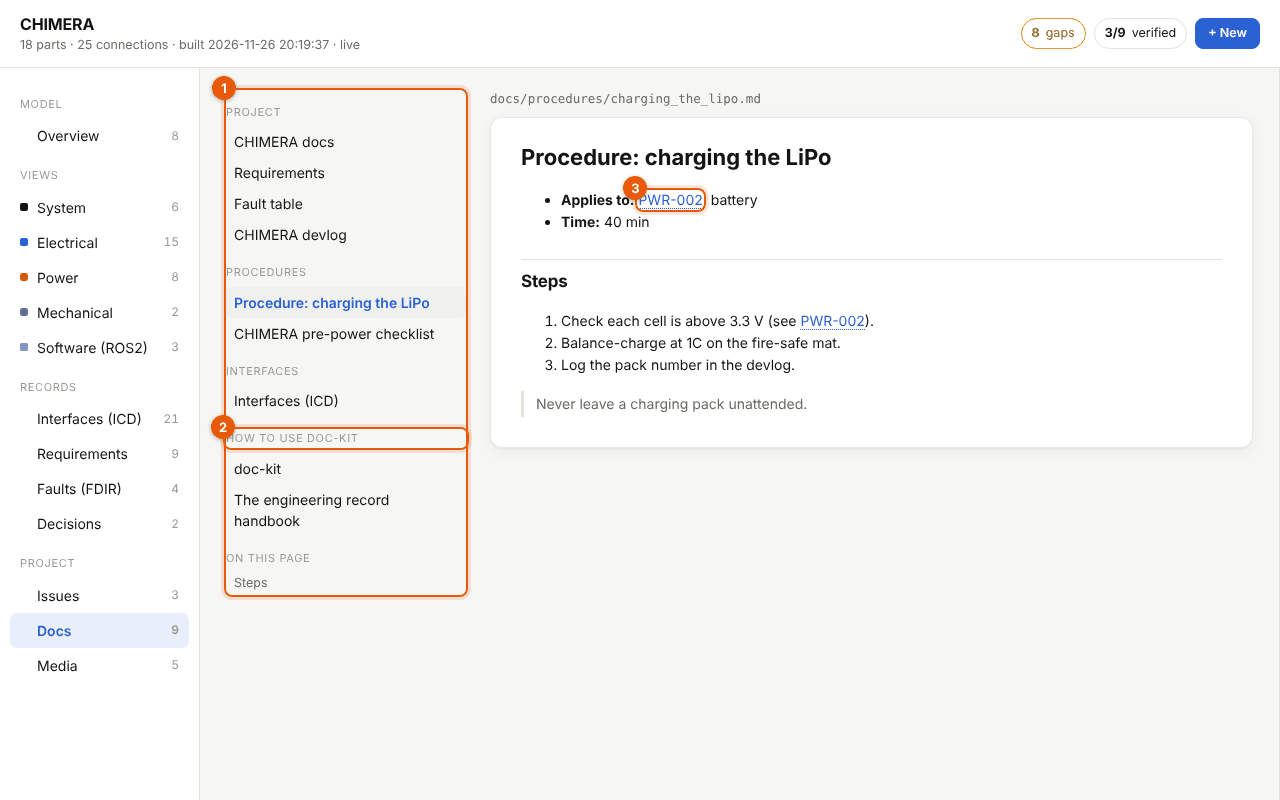 CHIMERA
18 parts · 25 connections · built 2026-11-26 20:19:37 · live
8 gaps
3/9 verified
+ New
MODEL
Overview 8
VIEWS
System 6
Electrical 15
Power 8
Mechanical 2
Software (ROS2) 3
RECORDS
Interfaces (ICD) 21
Requirements 9
Faults (FDIR) 4
Decisions 2
PROJECT
Issues 3
Docs 9
Media 5
1
PROJECT
CHIMERA docs
Requirements
Fault table
CHIMERA devlog
PROCEDURES
Procedure: charging the LiPo
CHIMERA pre-power checklist
INTERFACES
Interfaces (ICD)
2
HOW TO USE DOC-KIT
doc-kit
The engineering record
handbook
ON THIS PAGE
Steps
docs/procedures/charging_the_lipo.md
Procedure: charging the LiPo
3
• Applies to: PWR-002 battery
• Time: 40 min
Steps
1. Check each cell is above 3.3 V (see PWR-002).
2. Balance-charge at 1C on the fire-safe mat.
3. Log the pack number in the devlog.
Never leave a charging pack unattended.